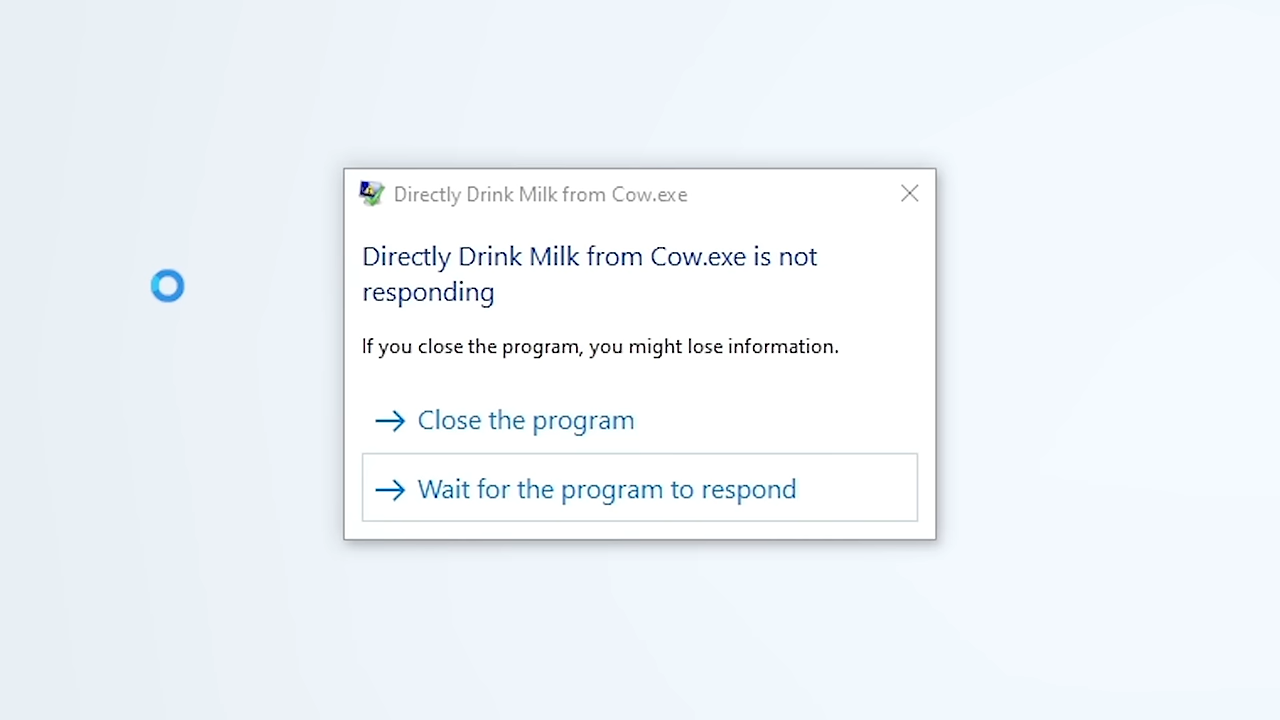 Directly Drink Milk from Cow.exe
Directly Drink Milk from Cow.exe is not
responding
If you close the program, you might lose information.
Close the program
Wait for the program to respond